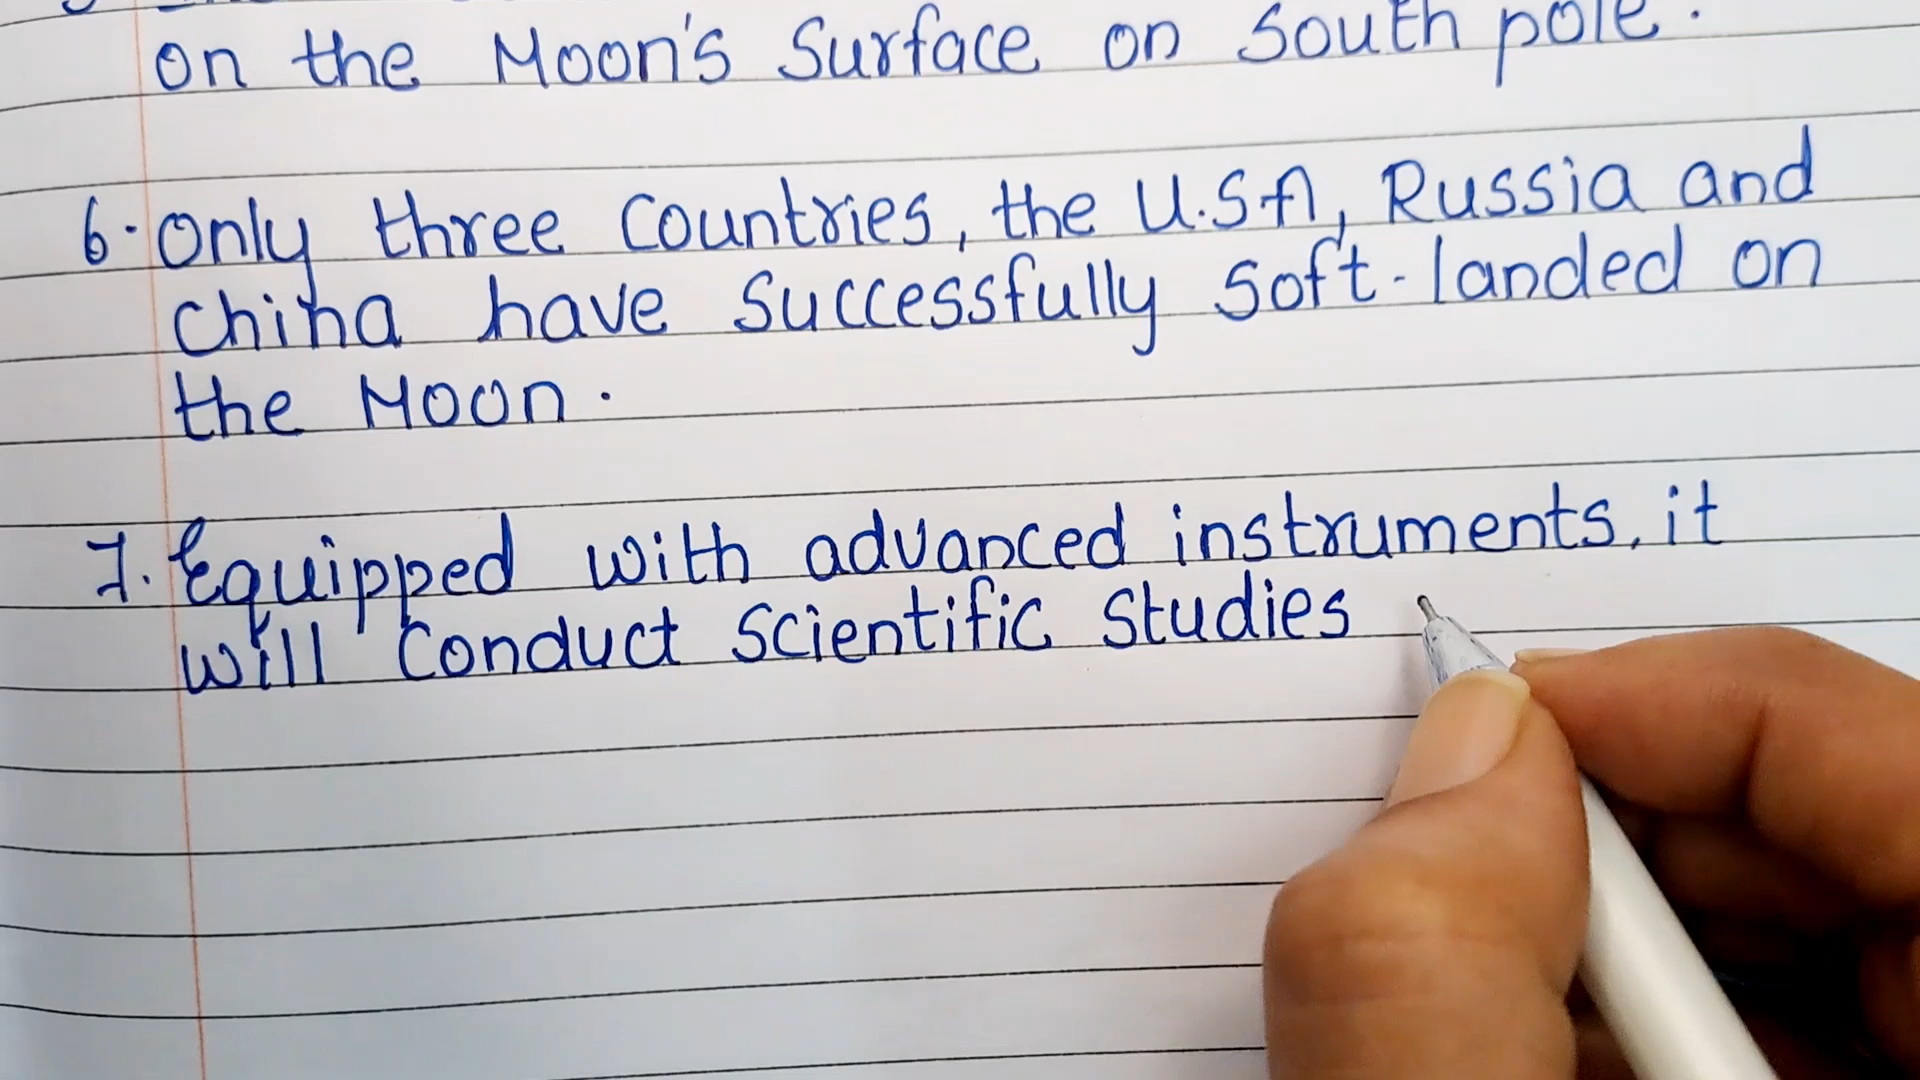 on the Moon's Surface on South pole.
6. Only three Countries, the U.S.A, Russia and
China have Successfully Soft-landed on
the Moon.
7. Equipped with advanced instruments, it
will Conduct Scientific Studies